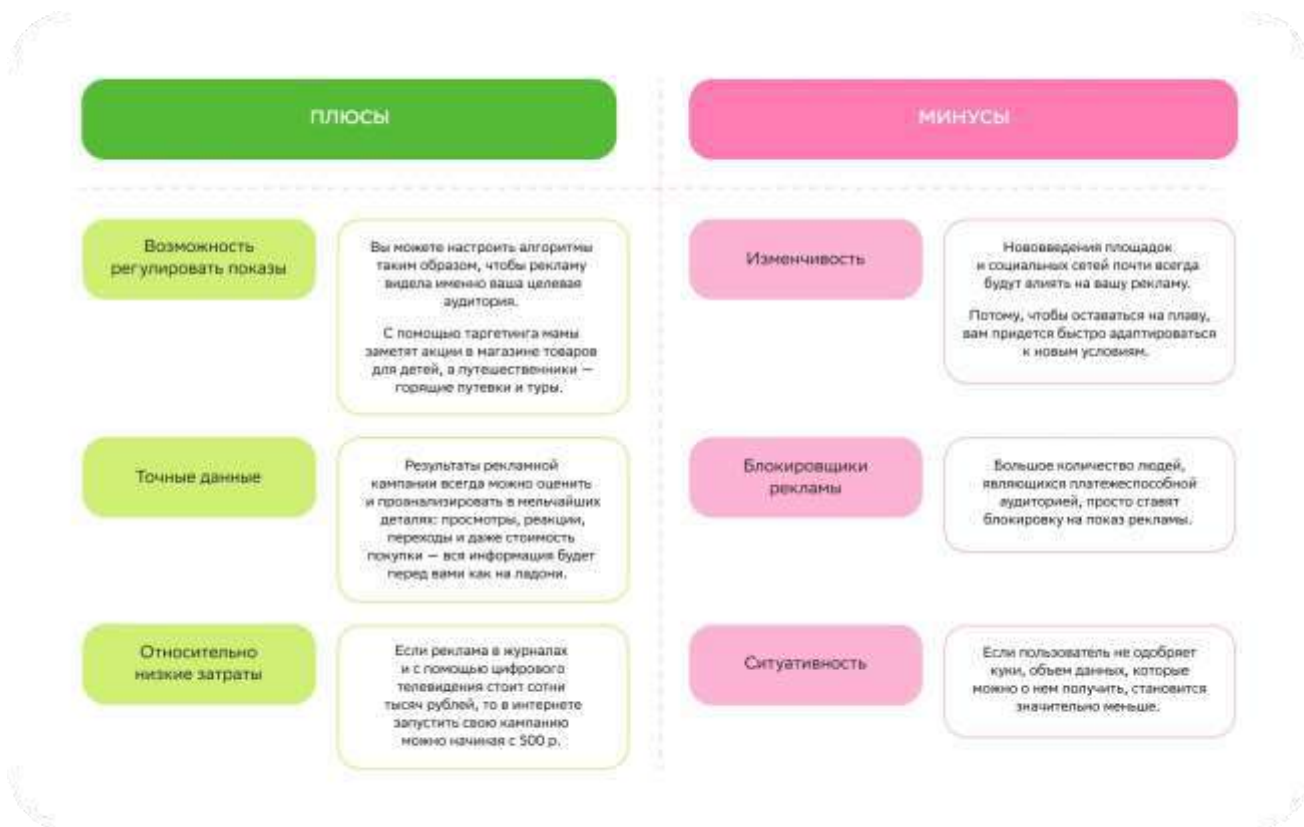 ПЛЮСЫ
Возможность
регулировать показы
Вы можете настроить алгоритмы
таким образом, чтобы рекламу
видела именно ваша целевая
аудитория.
С помощью таргетинга мамы
заметят акции в магазине товаров
для детей, а путешественники —
горящие путевки и туры.
Точные данные
Результаты рекламной
кампании всегда можно оценить
и проанализировать в мельчайших
деталях: просмотры, реакции,
переходы и даже стоимость
покупки — вся информация будет
перед вами как на ладони.
Относительно
низкие затраты
Если реклама в журналах
и с помощью цифрового
телевидения стоит сотни
тысяч рублей, то в интернете
запустить свою кампанию
можно начиная с 500 р.
МИНУСЫ
Изменчивость
Нововведения площадок
и социальных сетей почти всегда
будут влиять на вашу рекламу.
Потому, чтобы оставаться на плаву,
вам придется быстро адаптироваться
к новым условиям.
Блокировщики
рекламы
Большое количество людей,
являющихся платежеспособной
аудиторией, просто ставят
блокировку на показ рекламы.
Ситуативность
Если пользователь не одобряет
куки, объем данных, которые
можно о нем получить, становится
значительно меньше.